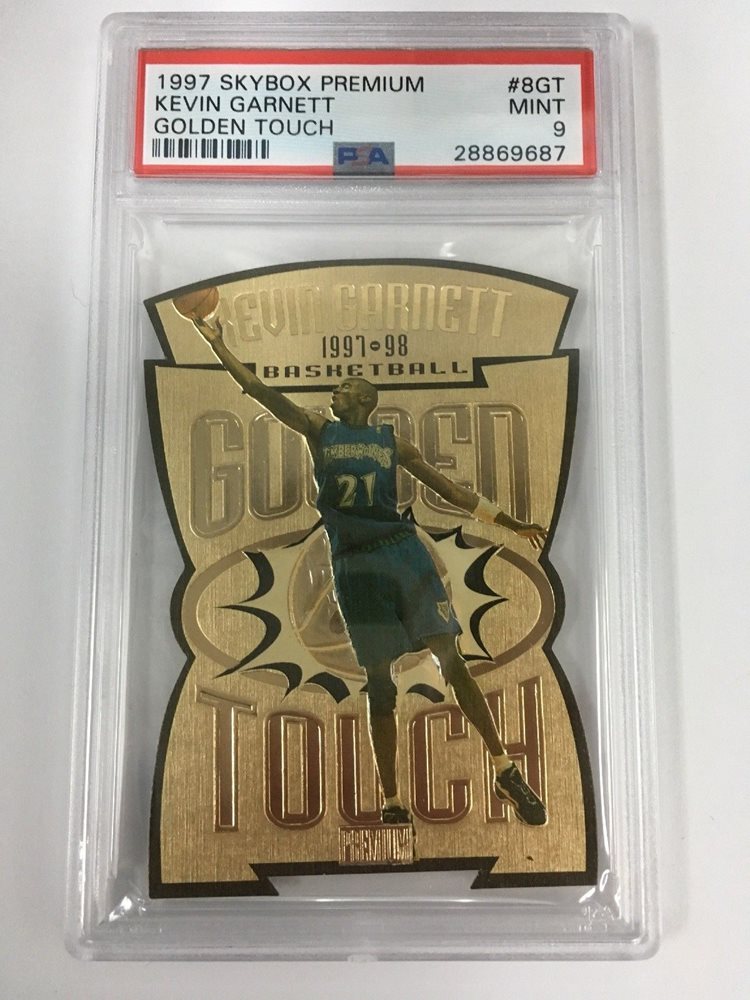 1997 SKYBOX PREMIUM #8GT
KEVIN GARNETT MINT
GOLDEN TOUCH 9
PSA 28869687
KEVIN GARNETT
1997•98
BASKETBALL
GOLDEN
TIMBERWOLVES
21
TOUCH
PREMIUM